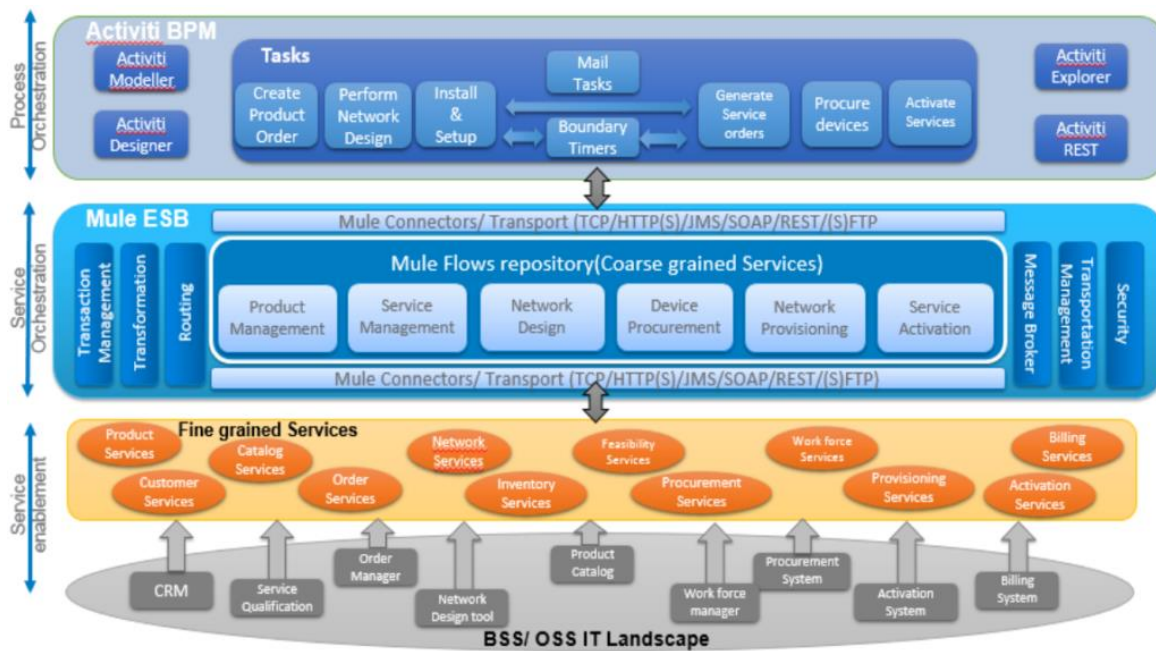 Process
Orchestration
Activiti BPM
Activiti
Modeller
Activiti
Designer
Tasks
Create
Product
Order
Perform
Network
Design
Install
&
Setup
Mail
Tasks
Boundary
Timers
Generate
Service
orders
Procure
devices
Activate
Services
Activiti
Explorer
Activiti
REST
Service
Orchestration
Mule ESB
Mule Connectors/ Transport (TCP/HTTP(S)/JMS/SOAP/REST/(S)FTP
Transaction
Management
Transformation
Routing
Mule Flows repository(Coarse grained Services)
Product
Management
Service
Management
Network
Design
Device
Procurement
Network
Provisioning
Service
Activation
Message Broker
Transportation
Management
Security
Mule Connectors/ Transport (TCP/HTTP(S)/JMS/SOAP/REST/(S)FTP)
Service
enablement
Fine grained Services
Product
Services
Customer
Services
Catalog
Services
Order
Services
Network
Services
Inventory
Services
Feasibility
Services
Procurement
Services
Work force
Services
Provisioning
Services
Billing
Services
Activation
Services
CRM
Service
Qualification
Order
Manager
Network
Design tool
Product
Catalog
Work force
manager
Procurement
System
Activation
System
Billing
System
BSS/ OSS IT Landscape